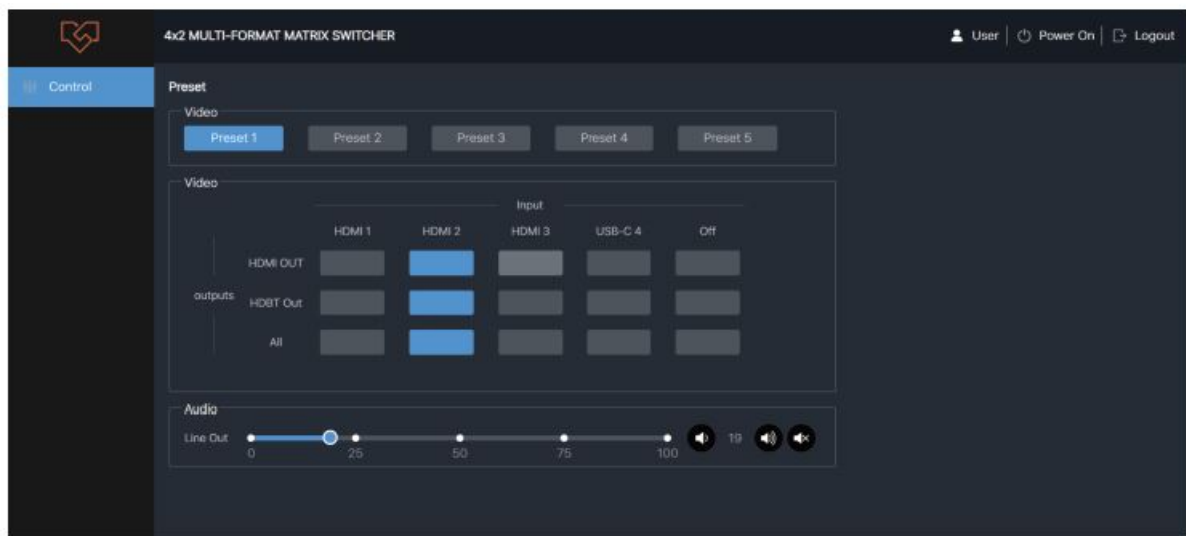 4x2 MULTI-FORMAT MATRIX SWITCHER
User
Power On
Logout
Control
Preset
Video
Preset 1 Preset 2 Preset 3 Preset 4 Preset 5
Video
Input
HDMI 1 HDMI 2 HDMI 3 USB-C 4 Off
HDMI OUT
outputs
HDBT Out
All
Audio
Line Out
19
0 25 50 75 100